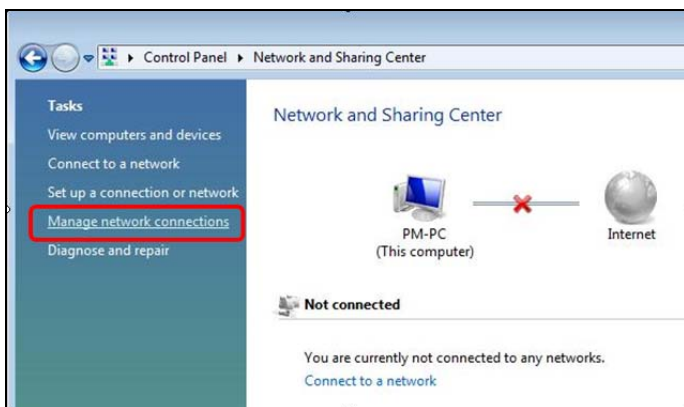 Control Panel Network and Sharing Center
Tasks
View computers and devices
Connect to a network
Set up a connection or network
Manage network connections
Diagnose and repair
Network and Sharing Center
PM-PC
(This computer)
Internet
Not connected
You are currently not connected to any networks.
Connect to a network